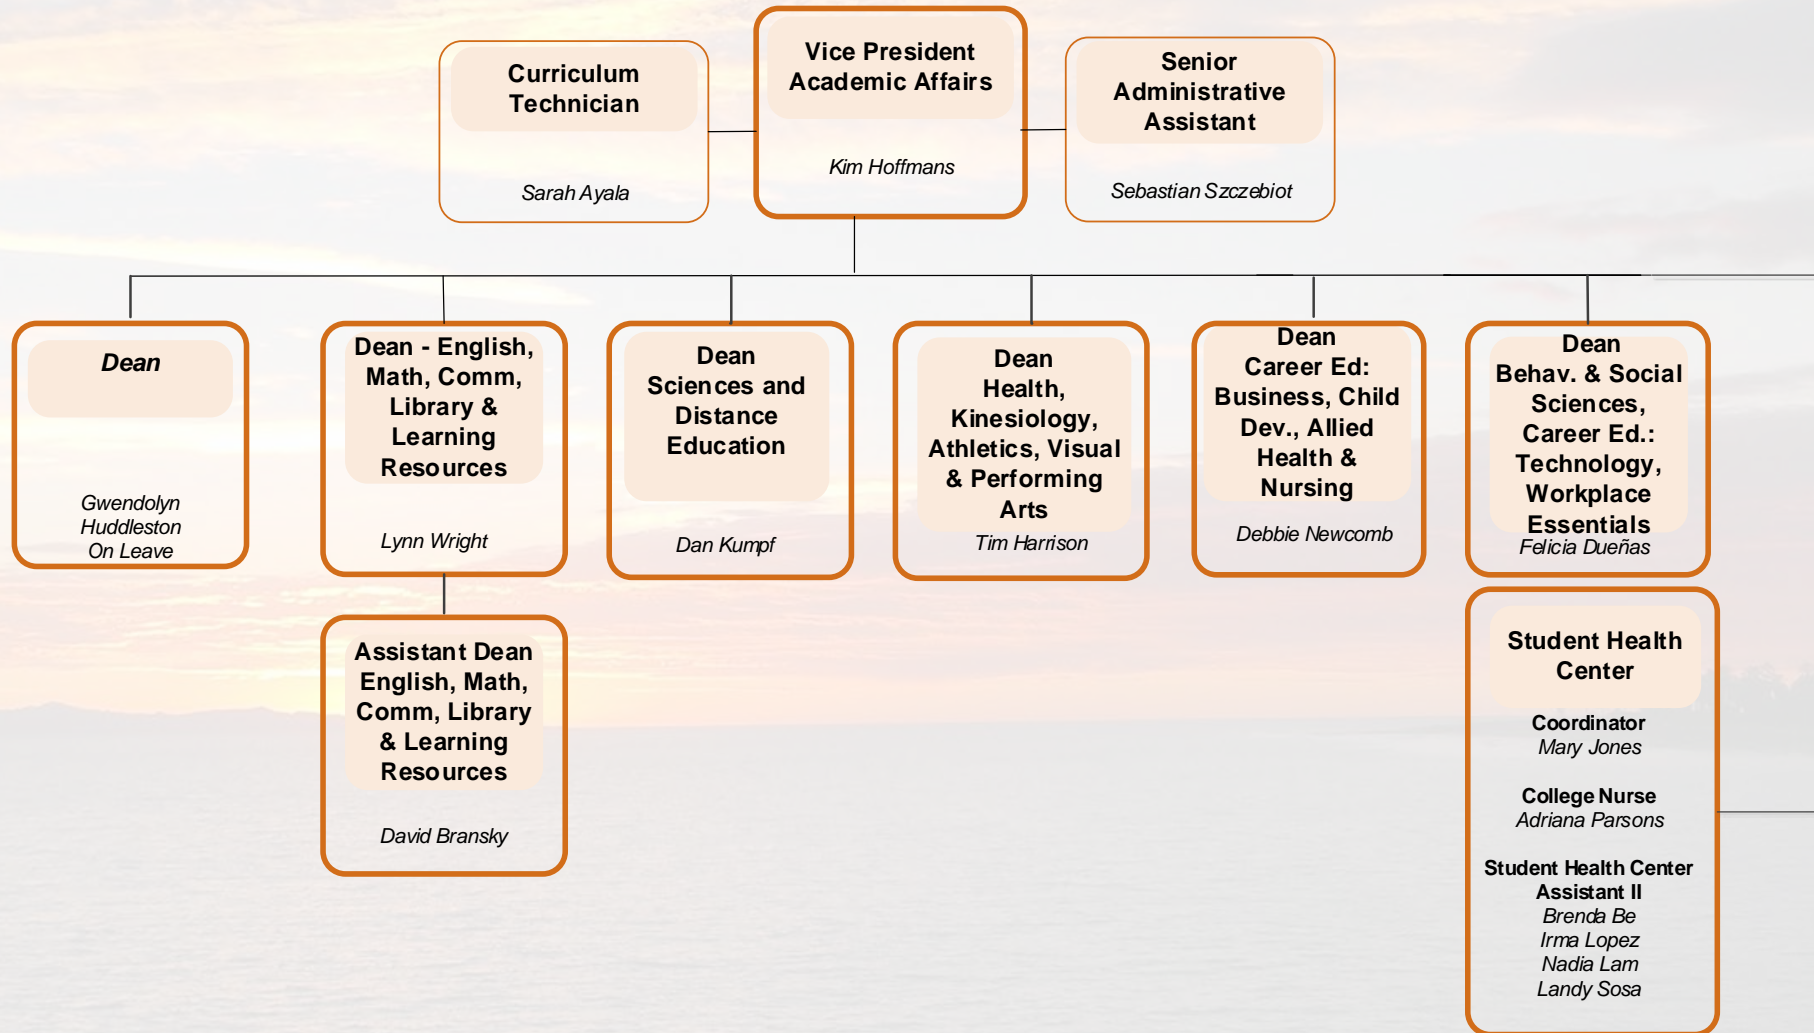 Curriculum
Technician
Sarah Ayala
Vice President
Academic Affairs
Kim Hoffmans
Senior
Administrative
Assistant
Sebastian Szczebiot
Dean
Gwendolyn
Huddleston
On Leave
Dean - English,
Math, Comm,
Library &
Learning
Resources
Lynn Wright
Dean
Sciences and
Distance
Education
Dan Kumpf
Dean
Health,
Kinesiology,
Athletics, Visual
& Performing
Arts
Tim Harrison
Dean
Career Ed:
Business, Child
Dev., Allied
Health &
Nursing
Debbie Newcomb
Dean
Behav. & Social
Sciences,
Career Ed.:
Technology,
Workplace
Essentials
Felicia Dueñas
Assistant Dean
English, Math,
Comm, Library
& Learning
Resources
David Bransky
Student Health
Center
Coordinator
Mary Jones
College Nurse
Adriana Parsons
Student Health Center
Assistant II
Brenda Be
Irma Lopez
Nadia Lam
Landy Sosa